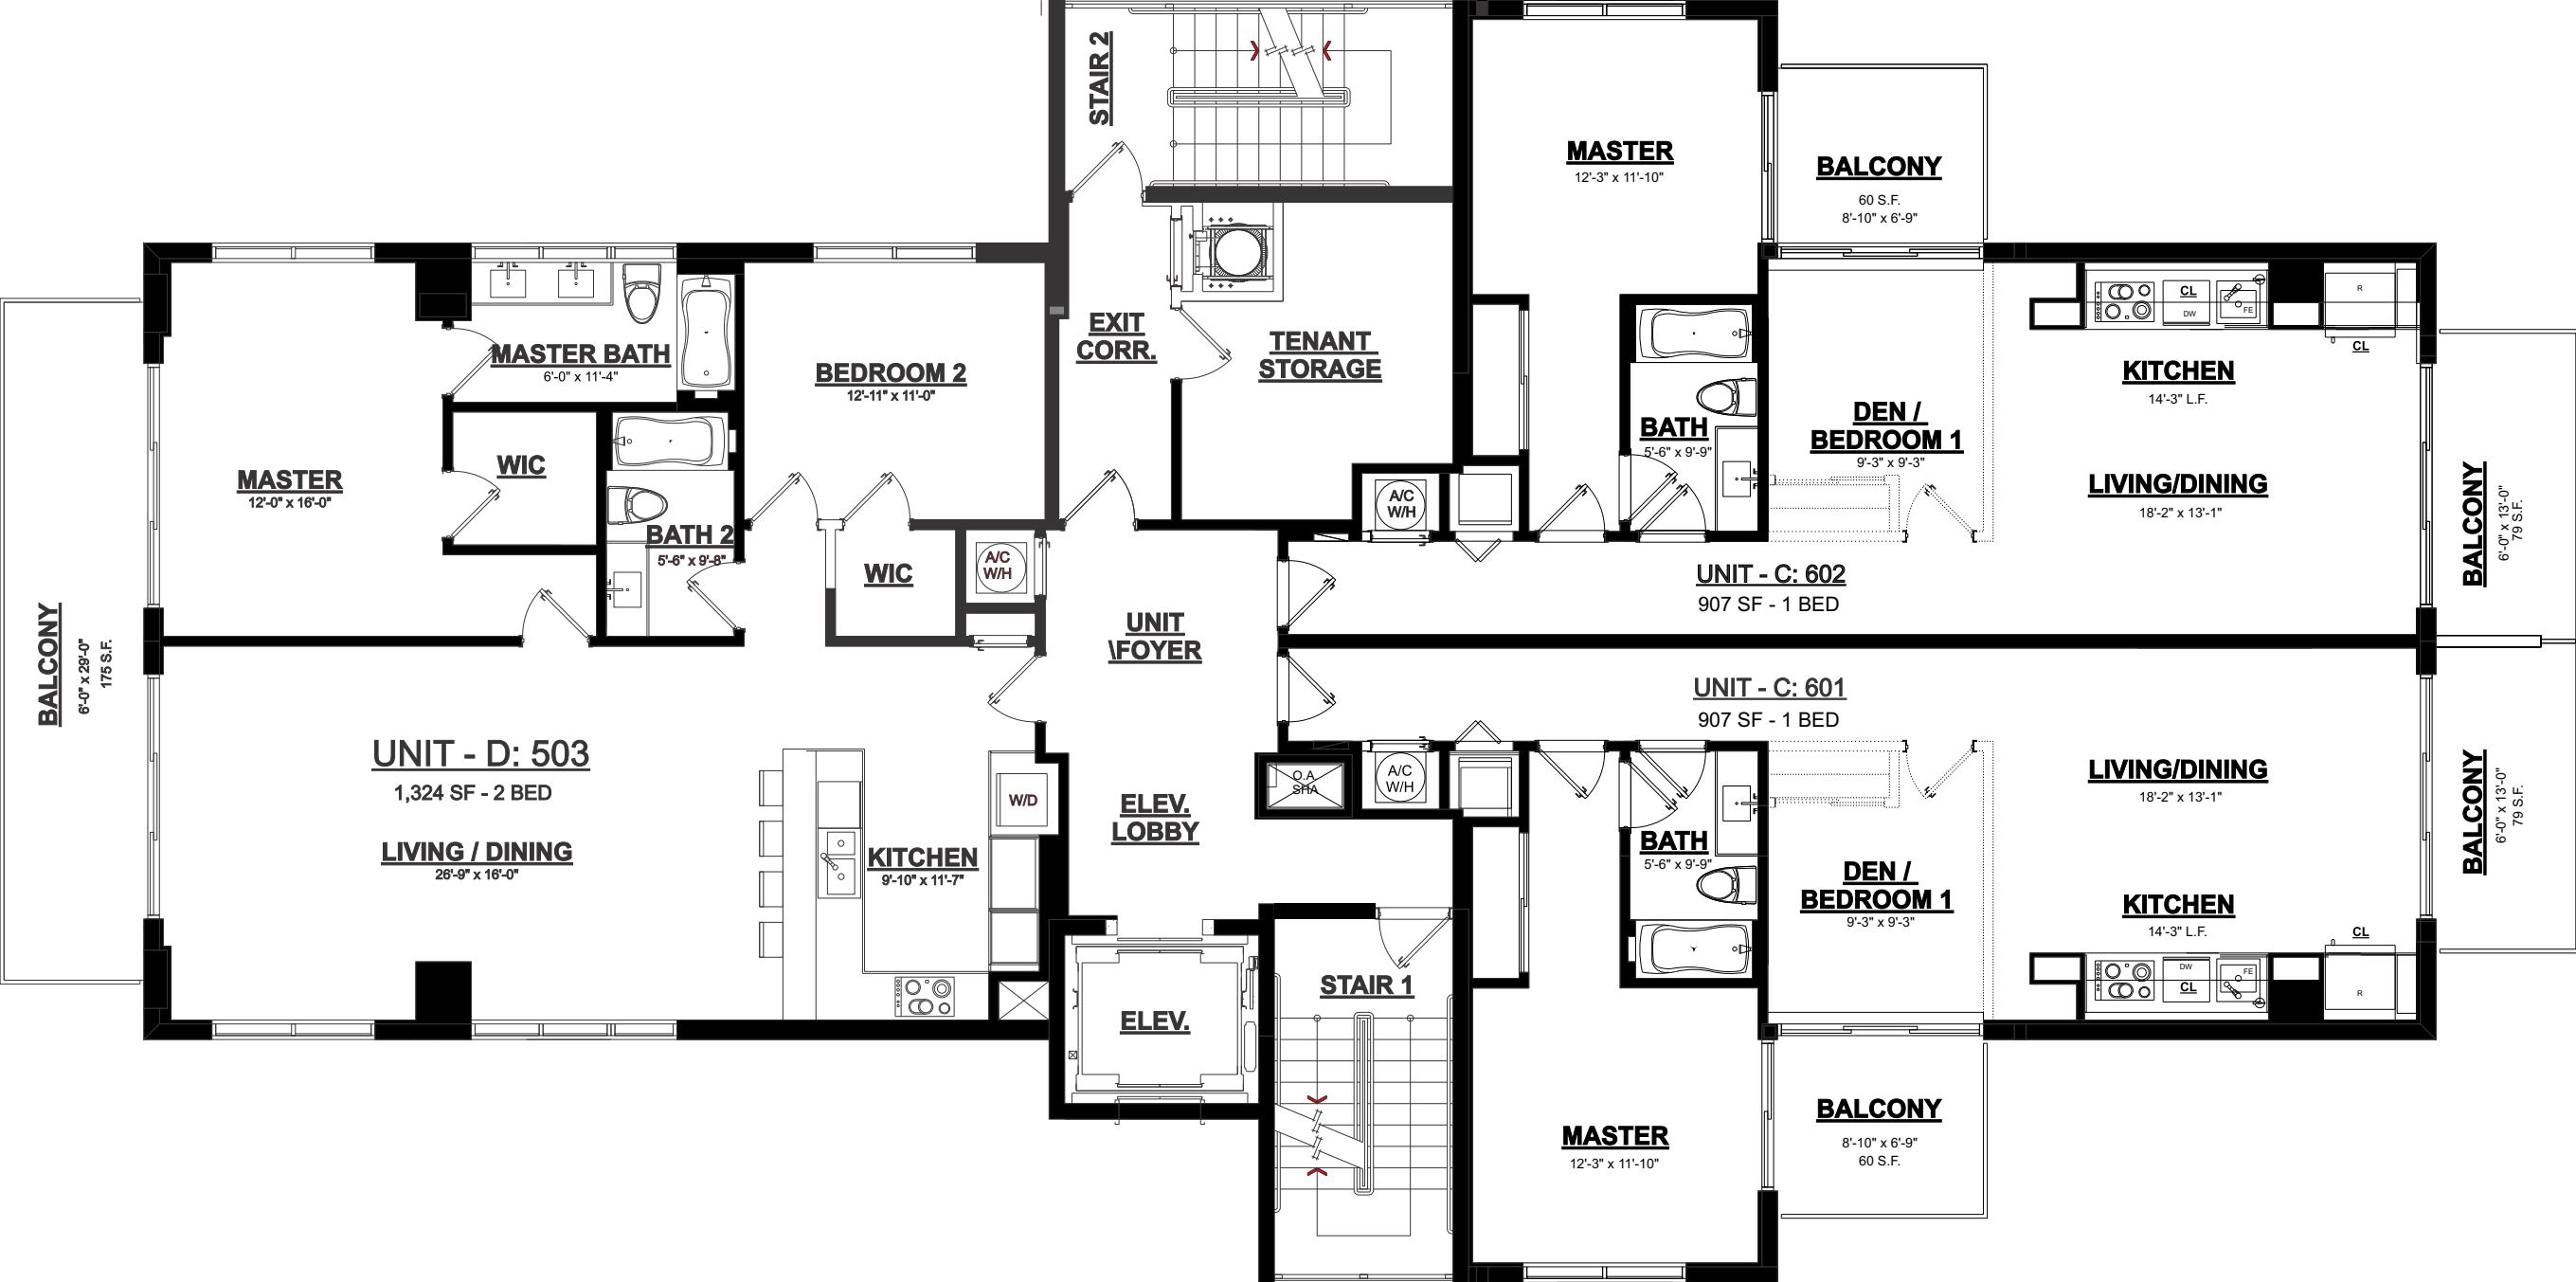 STAIR 2
MASTER
12'-3" x 11'-10"
BALCONY
60 S.F.
8'-10" x 6'-9"
MASTER BATH
6'-0" x 11'-4"
BEDROOM 2
12'-11" x 11'-0"
EXIT
CORR.
TENANT
STORAGE
CL
DW
FE
R
CL
KITCHEN
14'-3" L.F.
DEN /
BEDROOM 1
9'-3" x 9'-3"
BATH
5'-6" x 9'-9"
MASTER
12'-0" x 16'-0"
WIC
LIVING/DINING
18'-2" x 13'-1"
A/C
W/H
BATH 2
5'-6" x 9'-8"
WIC
A/C
W/H
BALCONY
6'-0" x 13'-0"
79 S.F.
UNIT - C: 602
907 SF - 1 BED
BALCONY
6'-0" x 29'-0"
175 S.F.
UNIT
\FOYER
UNIT - C: 601
907 SF - 1 BED
UNIT - D: 503
1,324 SF - 2 BED
O.A.
SHA
A/C
W/H
LIVING/DINING
18'-2" x 13'-1"
W/D
ELEV.
LOBBY
BALCONY
6'-0" x 13'-0"
79 S.F.
LIVING / DINING
26'-9" x 16'-0"
KITCHEN
9'-10" x 11'-7"
BATH
5'-6" x 9'-9"
DEN /
BEDROOM 1
9'-3" x 9'-3"
KITCHEN
14'-3" L.F.
CL
DW
FE
CL
R
STAIR 1
ELEV.
MASTER
12'-3" x 11'-10"
BALCONY
8'-10" x 6'-9"
60 S.F.